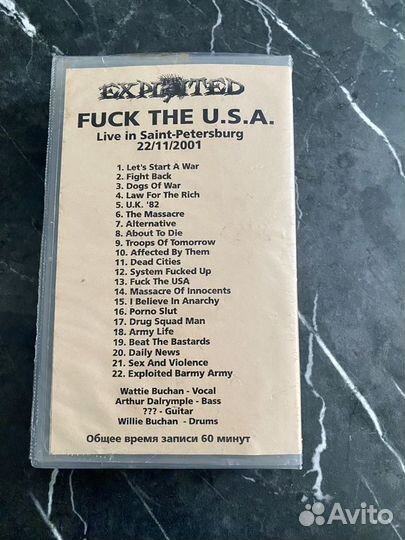 EXPLOITED
FUCK THE U.S.A.
Live in Saint-Petersburg
22/11/2001
1. Let's Start A War
2. Fight Back
3. Dogs Of War
4. Law For The Rich
5. U.K. '82
6. The Massacre
7. Alternative
8. About To Die
9. Troops Of Tomorrow
10. Affected By Them
11. Dead Cities
12. System Fucked Up
13. Fuck The USA
14. Massacre Of Innocents
15. I Believe In Anarchy
16. Porno Slut
17. Drug Squad Man
18. Army Life
19. Beat The Bastards
20. Daily News
21. Sex And Violence
22. Exploited Barmy Army
Wattie Buchan - Vocal
Arthur Dalrymple - Bass
??? - Guitar
Willie Buchan - Drums
Общее время записи 60 минут
Avito